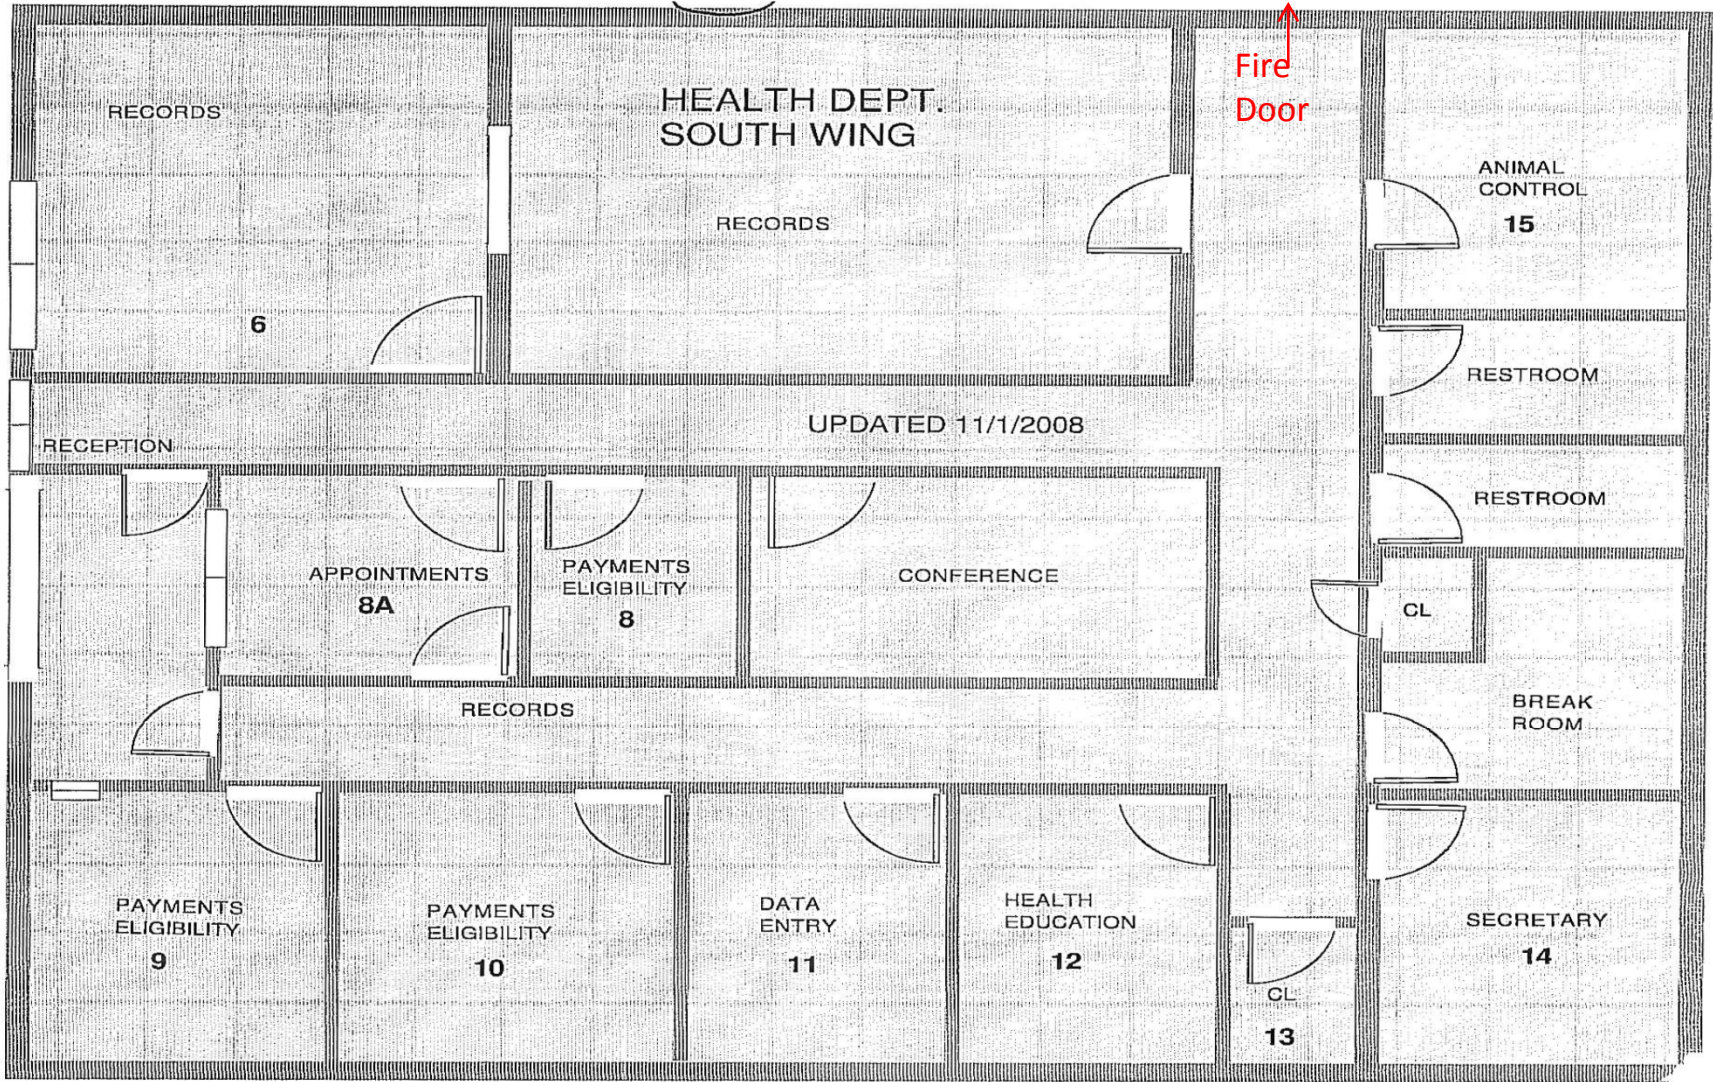 Fire
Door
RECORDS
HEALTH DEPT.
SOUTH WING
RECORDS
ANIMAL
CONTROL
15
6
RESTROOM
UPDATED 11/1/2008
RECEPTION
RESTROOM
APPOINTMENTS
8A
PAYMENTS
ELIGIBILITY
8
CONFERENCE
CL
RECORDS
BREAK
ROOM
PAYMENTS
ELIGIBILITY
9
PAYMENTS
ELIGIBILITY
10
DATA
ENTRY
11
HEALTH
EDUCATION
12
CL
13
SECRETARY
14